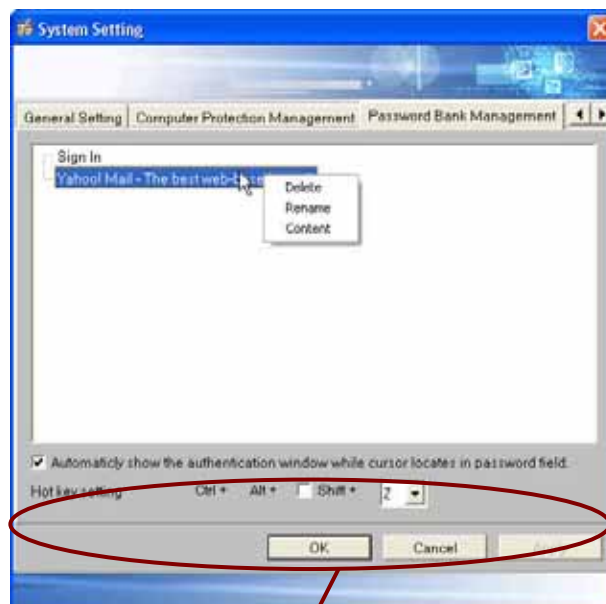 System Setting
General Setting Computer Protection Management Password Bank Management
Sign In
Yahoo! Mail - The best web-base
Delete
Rename
Content
Automaticly show the authentication window while cursor locates in password field.
Hot key setting Ctrl + Alt + Shift + Z
OK Cancel